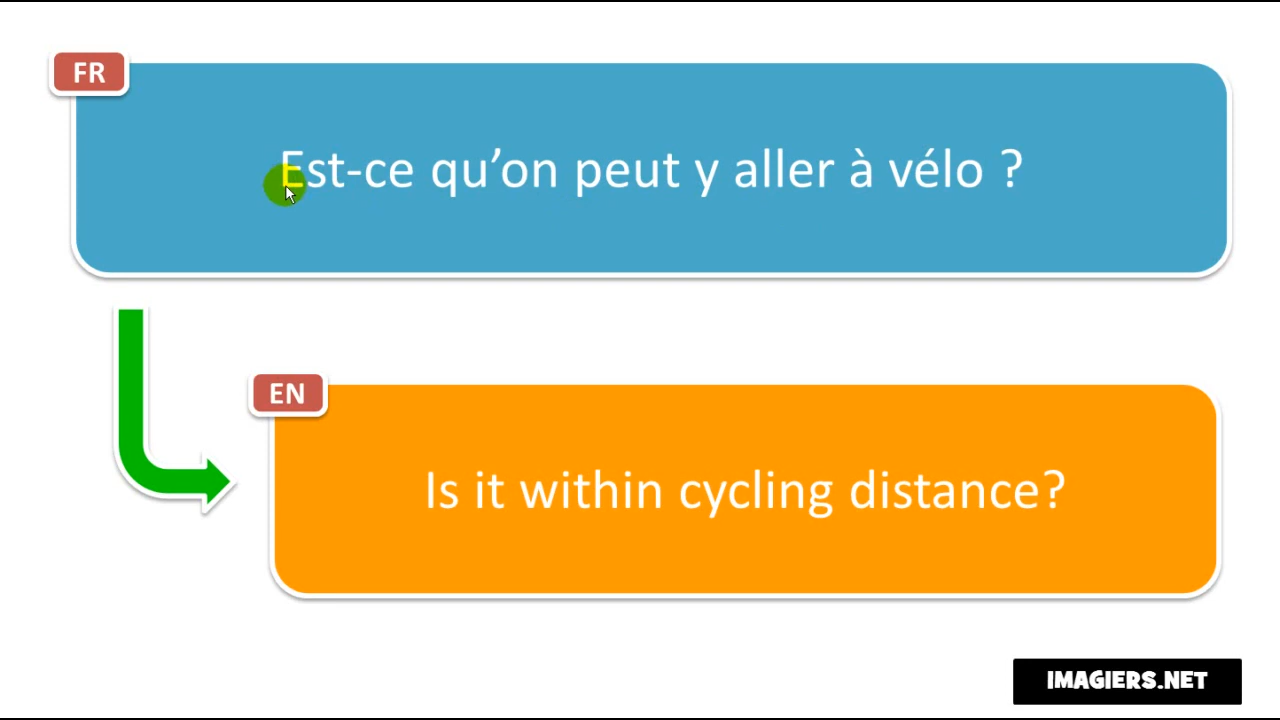 FR
Est-ce qu’on peut y aller à vélo ?
EN
Is it within cycling distance?
IMAGIERS.NET